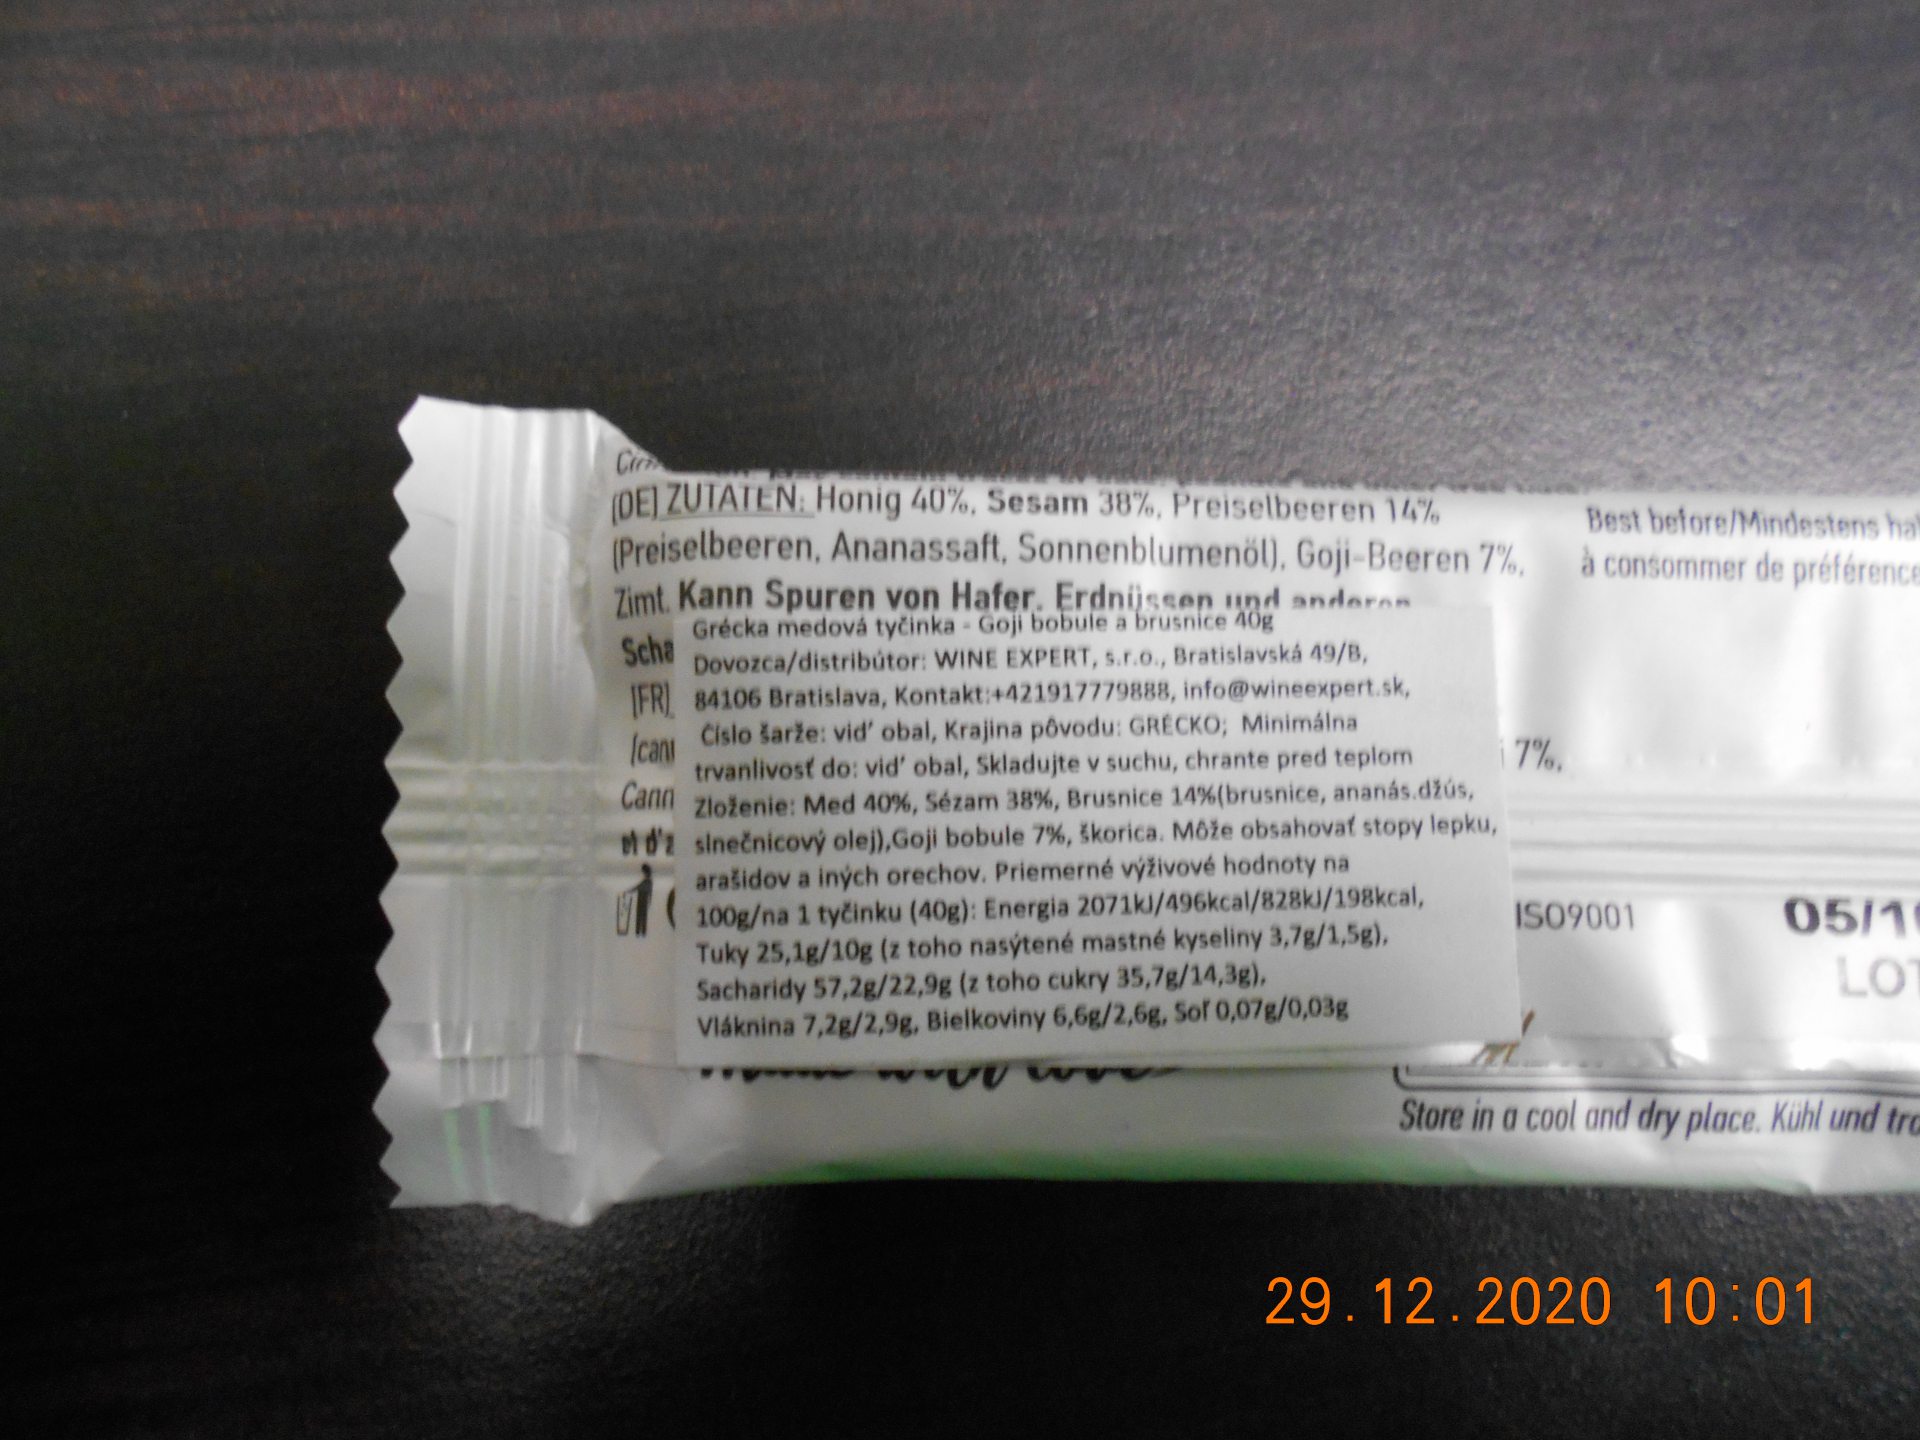 [DE] ZUTATEN: Honig 40%, Sesam 38%, Preiselbeeren 14%
(Preiselbeeren, Ananassaft, Sonnenblumenöl), Goji-Beeren 7%,
Zimt. Kann Spuren von Hafer, Erdnüssen und anderen
Best before/Mindestens
à consommer de préférence
[FR]
Grécka medová tyčinka - Goji bobule a brusnice 40g
Dovozca/distribútor: WINE EXPERT, s.r.o., Bratislavská 49/B,
84106 Bratislava, Kontakt:+421917779888, info@wineexpert.sk,
Číslo šarže: viď obal, Krajina pôvodu: GRÉCKO; Minimálna
trvanlivosť do: viď obal, Skladujte v suchu, chrante pred teplom
Zloženie: Med 40%, Sézam 38%, Brusnice 14%(brusnice, ananás.džús,
slnečnicový olej),Goji bobule 7%, škorica. Môže obsahovať stopy lepku,
arašidov a iných orechov. Priemerné výživové hodnoty na
100g/na 1 tyčinku (40g): Energia 2071kJ/496kcal/828kJ/198kcal,
Tuky 25,1g/10g (z toho nasýtené mastné kyseliny 3,7g/1,5g),
Sacharidy 57,2g/22,9g (z toho cukry 35,7g/14,3g),
Vláknina 7,2g/2,9g, Bielkoviny 6,6g/2,6g, Soľ 0,07g/0,03g
7%,
ISO9001
05/1
LOT
Store in a cool and dry place. Kühl und
29.12.2020 10:01